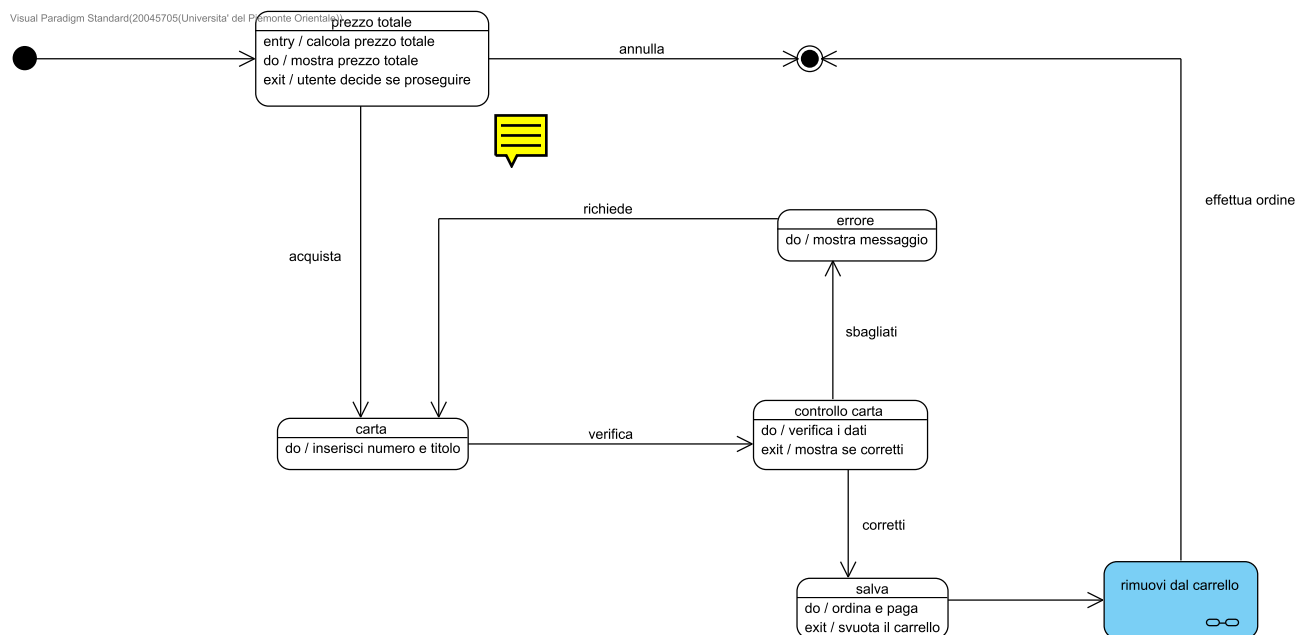 Visual Paradigm Standard(20045705(Universita' del Piemonte Orientale))
prezzo totale
entry / calcola prezzo totale
do / mostra prezzo totale
exit / utente decide se proseguire
annulla
effettua ordine
richiede
errore
do / mostra messaggio
acquista
sbagliati
controllo carta
do / verifica i dati
exit / mostra se corretti
carta
do / inserisci numero e titolo
verifica
corretti
salva
do / ordina e paga
exit / svuota il carrello
rimuovi dal carrello